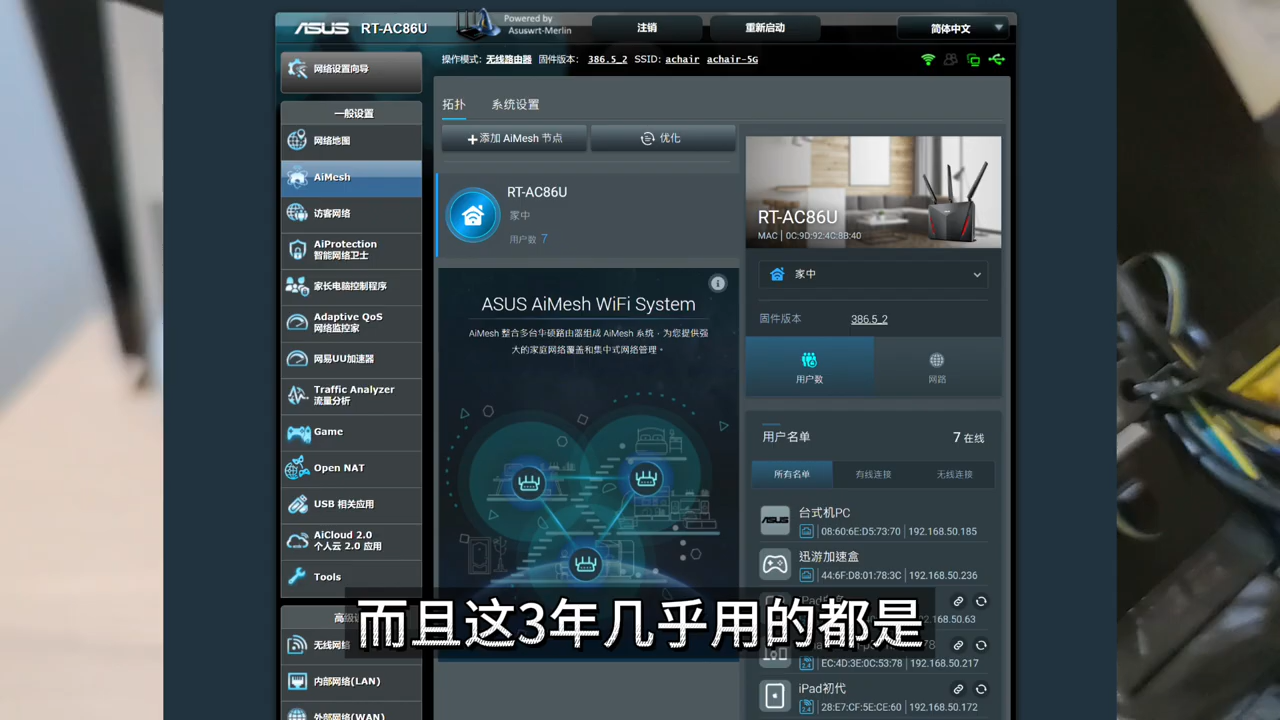 ASUS RT-AC86U
Powered by
Asuswrt-Merlin
注销
重新启动
简体中文
操作模式: 无线路由器 固件版本: 386.5_2 SSID: achair achair-5G
网络设置向导
一般设置
网络地图
AiMesh
访客网络
AiProtection
智能网络卫士
家长电脑控制程序
Adaptive QoS
网络监控家
网易UU加速器
Traffic Analyzer
流量分析
Game
Open NAT
USB 相关应用
AiCloud 2.0
个人云 2.0 应用
Tools
无线网络
内部网络(LAN)
外部网络(WAN)
拓扑
系统设置
添加 AiMesh 节点
优化
RT-AC86U
家中
用户数 7
ASUS AiMesh WiFi System
AiMesh 整合多台华硕路由器组成 AiMesh 系统，为您提供强
大的家庭网络覆盖和集中式网络管理。
RT-AC86U
MAC | 0C:9D:92:4C:8B:40
家中
固件版本 386.5_2
用户数
网路
用户名单
7 在线
所有名单
有线连接
无线连接
台式机PC
08:60:6E:D5:73:70 192.168.50.185
迅游加速盒
44:6F:D8:01:78:3C 192.168.50.236
EC:4D:3E:0C:53:78 192.168.50.217
iPad初代
28:E7:CF:5E:CE:60 192.168.50.172
而且这3年几乎用的都是